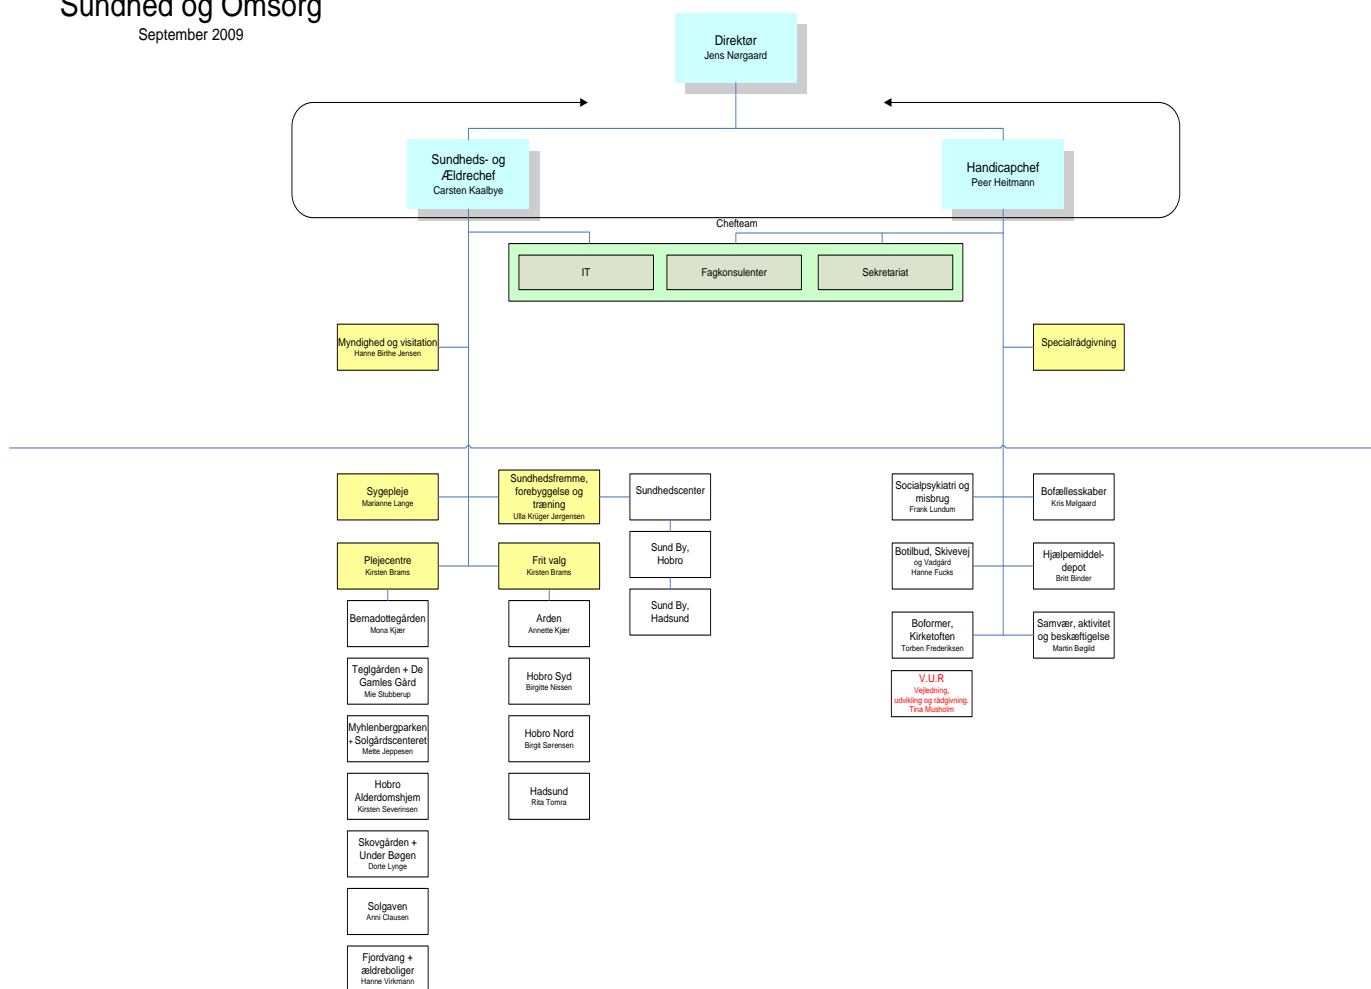 Sundhed og Omsorg
September 2009
Direktør
Jens Nørgaard
Sundheds- og
Ældrechef
Carsten Kaalbye
Handicapchef
Peer Heitmann
Chefteam
IT
Fagkonsulenter
Sekretariat
Myndighed og visitation
Hanne Birthe Jensen
Specialrådgivning
Sygepleje
Marianne Lange
Sundhedsfremme,
forebyggelse og
træning
Ulla Krüger Jørgensen
Sundhedscenter
Sund By,
Hobro
Sund By,
Hadsund
Plejecentre
Kirsten Brams
Frit valg
Kirsten Brams
Bernadottegården
Mona Kjær
Teglgården + De
Gamles Gård
Mie Stubberup
Myhlenbergparken
+ Solgårdscenteret
Mette Jeppesen
Hobro
Alderdomshjem
Kirsten Severinsen
Skovgården +
Under Bøgen
Dorte Lynge
Solgaven
Anni Clausen
Fjordvang +
ældreboliger
Hanne Virkmann
Arden
Annette Kjær
Hobro Syd
Birgitte Nissen
Hobro Nord
Birgit Sørensen
Hadsund
Rita Tomra
Socialpsykiatri og
misbrug
Frank Lundum
Bofællesskaber
Kris Mølgaard
Botilbud, Skivevej
og Vadgård
Hanne Fucks
Hjælpemiddel-
depot
Britt Binder
Boformer,
Kirketoften
Torben Frederiksen
Samvær, aktivitet
og beskæftigelse
Martin Bøgild
V.U.R
Vejledning,
udvikling og rådgivning.
Tina Musholm